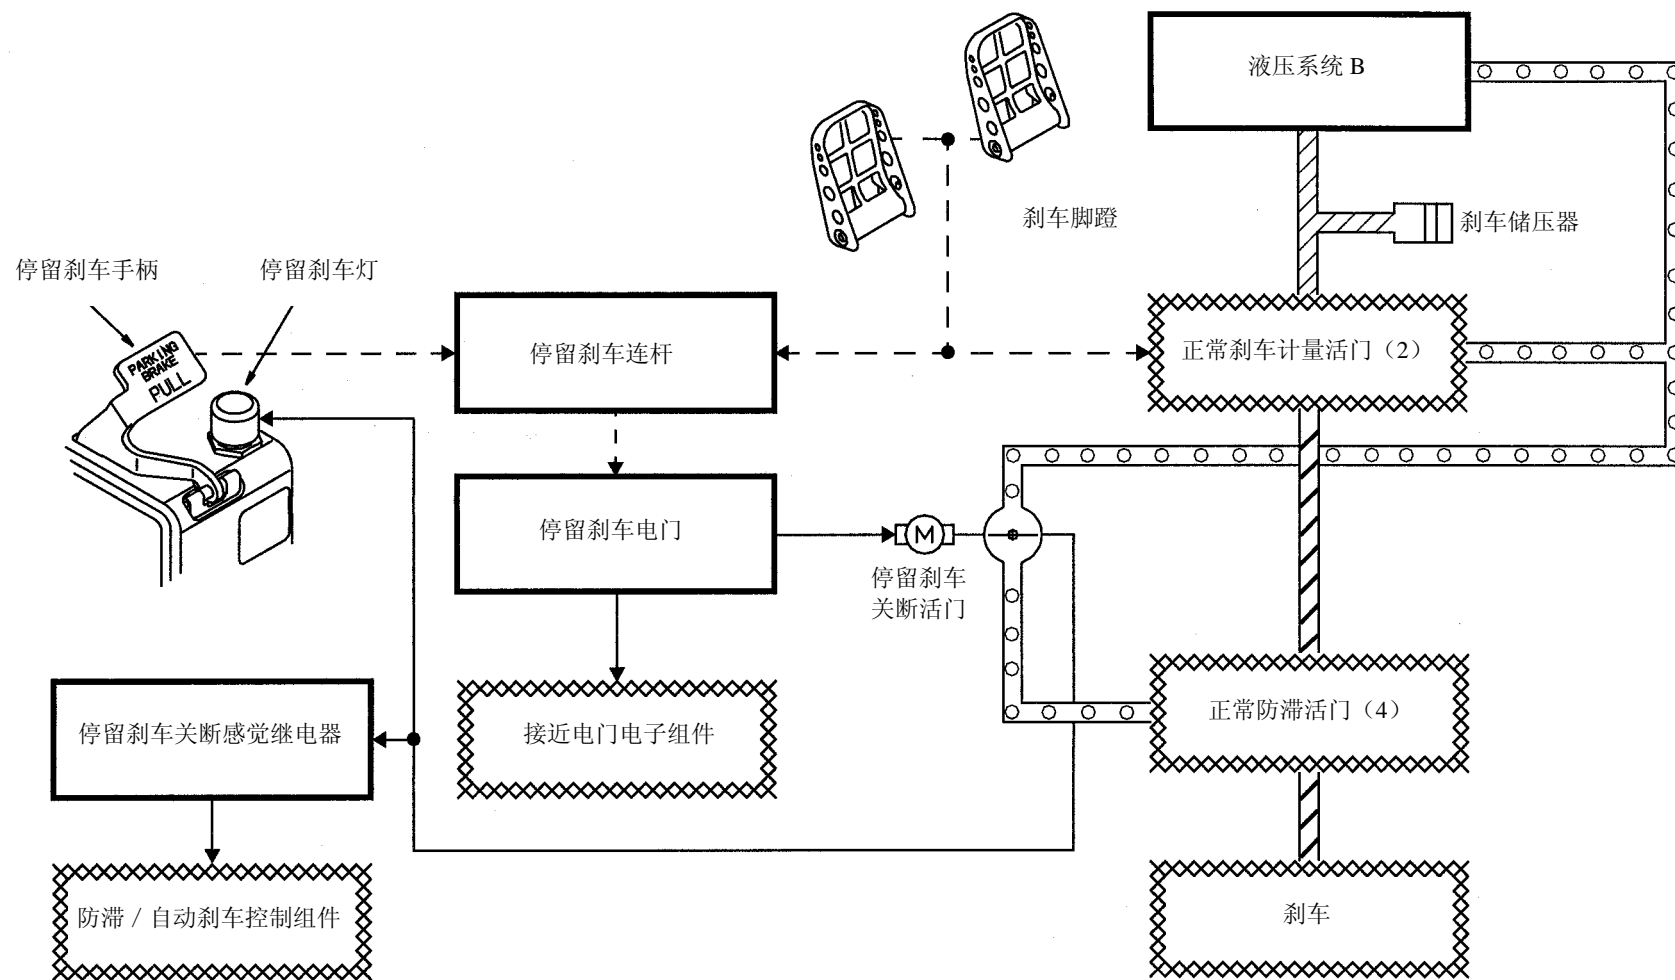 液压系统 B
刹车脚蹬
刹车储压器
停留刹车手柄
停留刹车灯
PARKING
BRAKE
PULL
停留刹车连杆
正常刹车计量活门（2）
停留刹车电门
M
停留刹车
关断活门
停留刹车关断感觉继电器
接近电门电子组件
正常防滞活门（4）
防滞 / 自动刹车控制组件
刹车